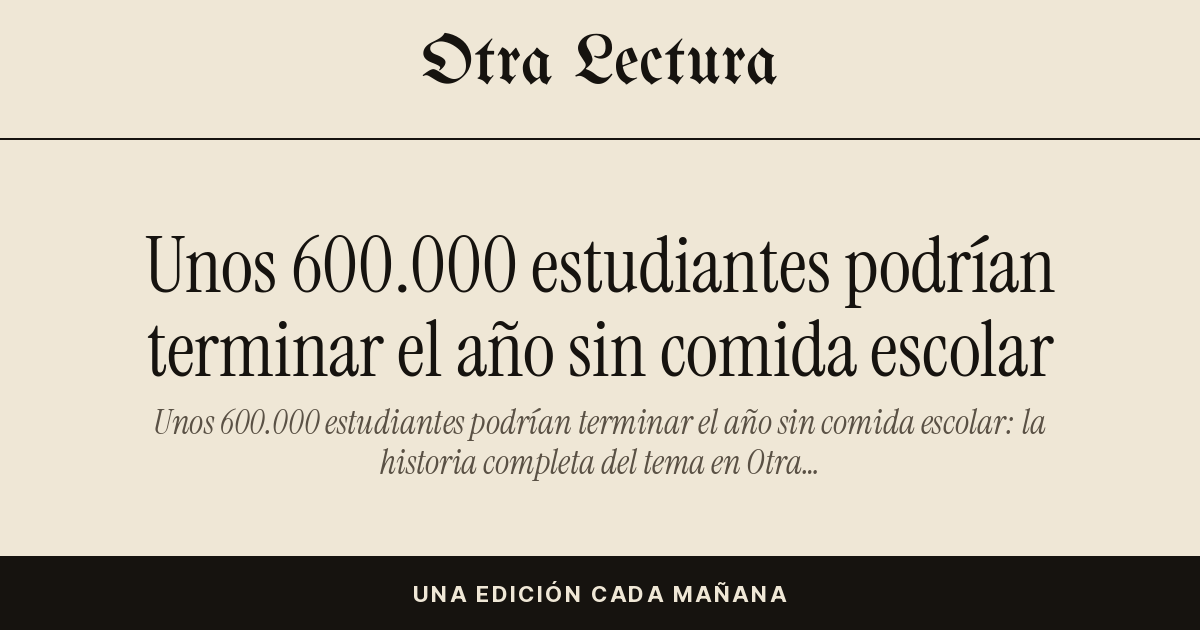 Otra Lectura
Unos 600.000 estudiantes podrían
terminar el año sin comida escolar
Unos 600.000 estudiantes podrían terminar el año sin comida escolar: la
historia completa del tema en Otra...
UNA EDICIÓN CADA MAÑANA